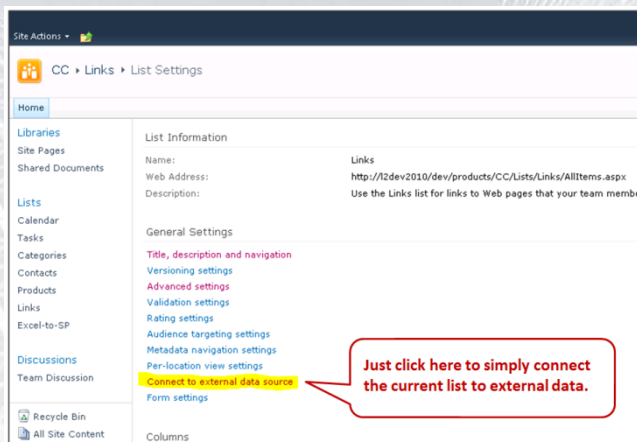 Site Actions
CC ▸ Links ▸ List Settings
Home
Libraries
Site Pages
Shared Documents
Lists
Calendar
Tasks
Categories
Contacts
Products
Links
Excel-to-SP
Discussions
Team Discussion
Recycle Bin
All Site Content
List Information
Name: Links
Web Address: http://l2dev2010/dev/products/CC/Lists/Links/AllItems.aspx
Description: Use the Links list for links to Web pages that your team membe
General Settings
Title, description and navigation
Versioning settings
Advanced settings
Validation settings
Rating settings
Audience targeting settings
Metadata navigation settings
Per-location view settings
Connect to external data source
Form settings
Just click here to simply connect
the current list to external data.
Columns